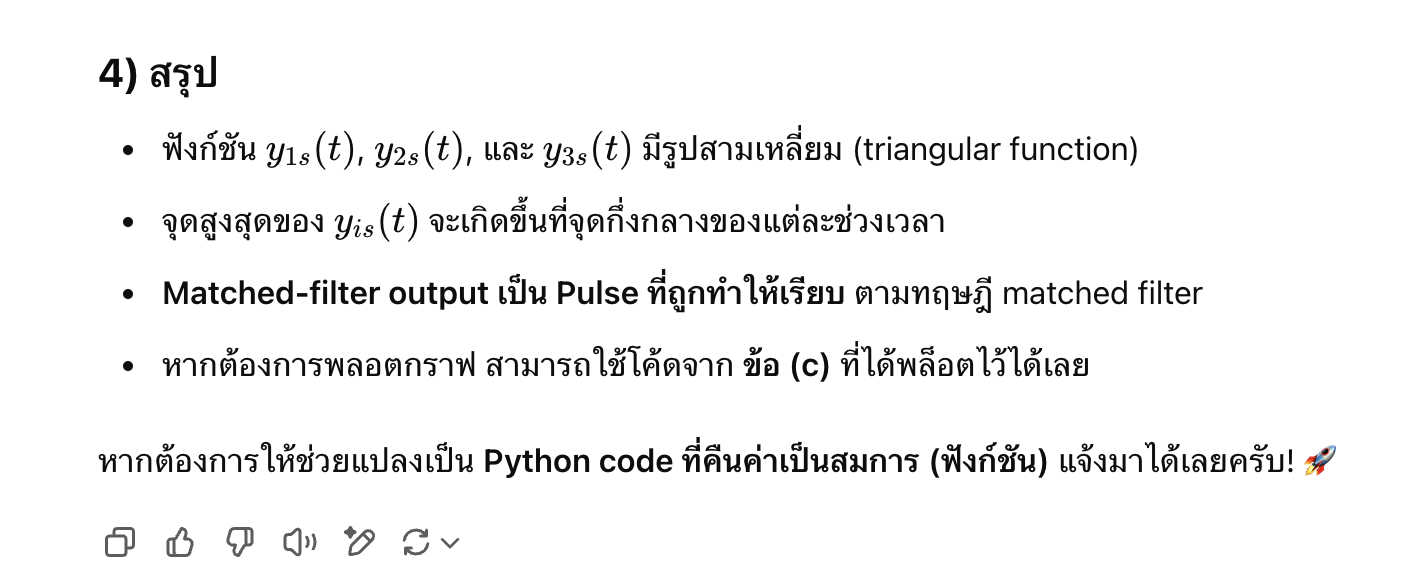 4) สรุป
• ฟังก์ชัน y₁ₛ(t), y₂ₛ(t), และ y₃ₛ(t) มีรูปสามเหลี่ยม (triangular function)
• จุดสูงสุดของ yᵢₛ(t) จะเกิดขึ้นที่จุดกึ่งกลางของแต่ละช่วงเวลา
• Matched-filter output เป็น Pulse ที่ถูกทำให้เรียบ ตามทฤษฎี matched filter
• หากต้องการพลอตกราฟ สามารถใช้โค้ดจาก ข้อ (c) ที่ได้พล็อตไว้ได้เลย
หากต้องการให้ช่วยแปลงเป็น Python code ที่คืนค่าเป็นสมการ (ฟังก์ชัน) แจ้งมาได้เลยครับ! 🚀